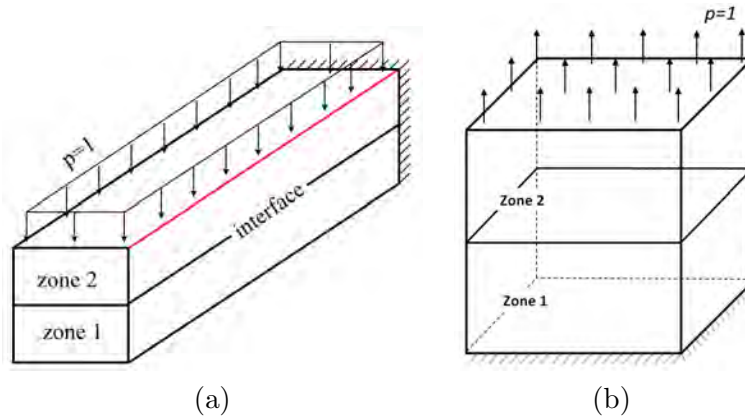 p=1
p=1
interface
zone 2
zone 1
Zone 2
Zone 1
(a)
(b)